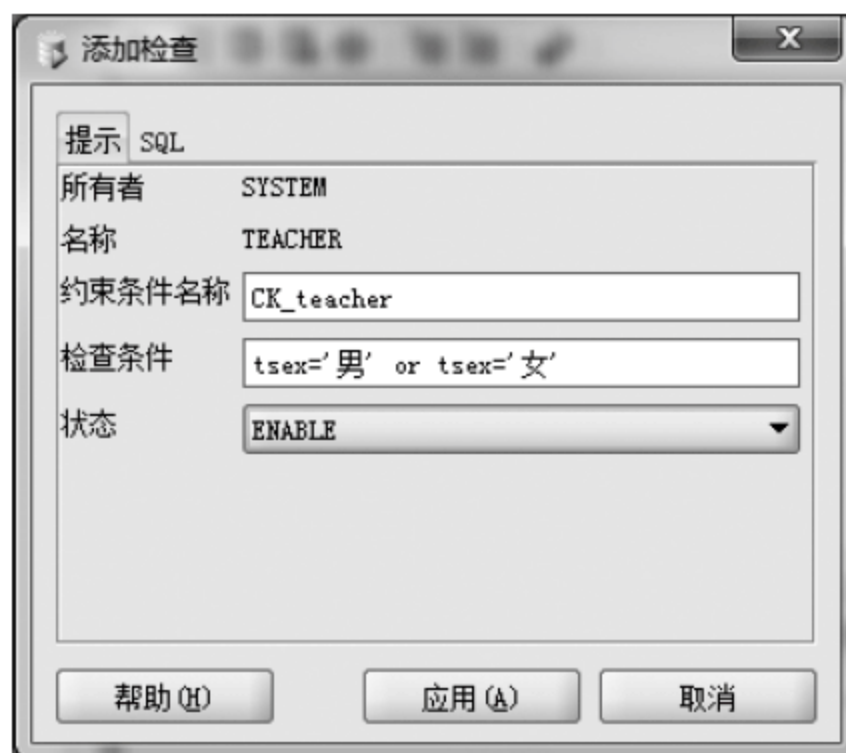 添加检查
提示 SQL
所有者 SYSTEM
名称 TEACHER
约束条件名称 CK_teacher
检查条件 tsex='男' or tsex='女'
状态 ENABLE
帮助(H) 应用(A) 取消